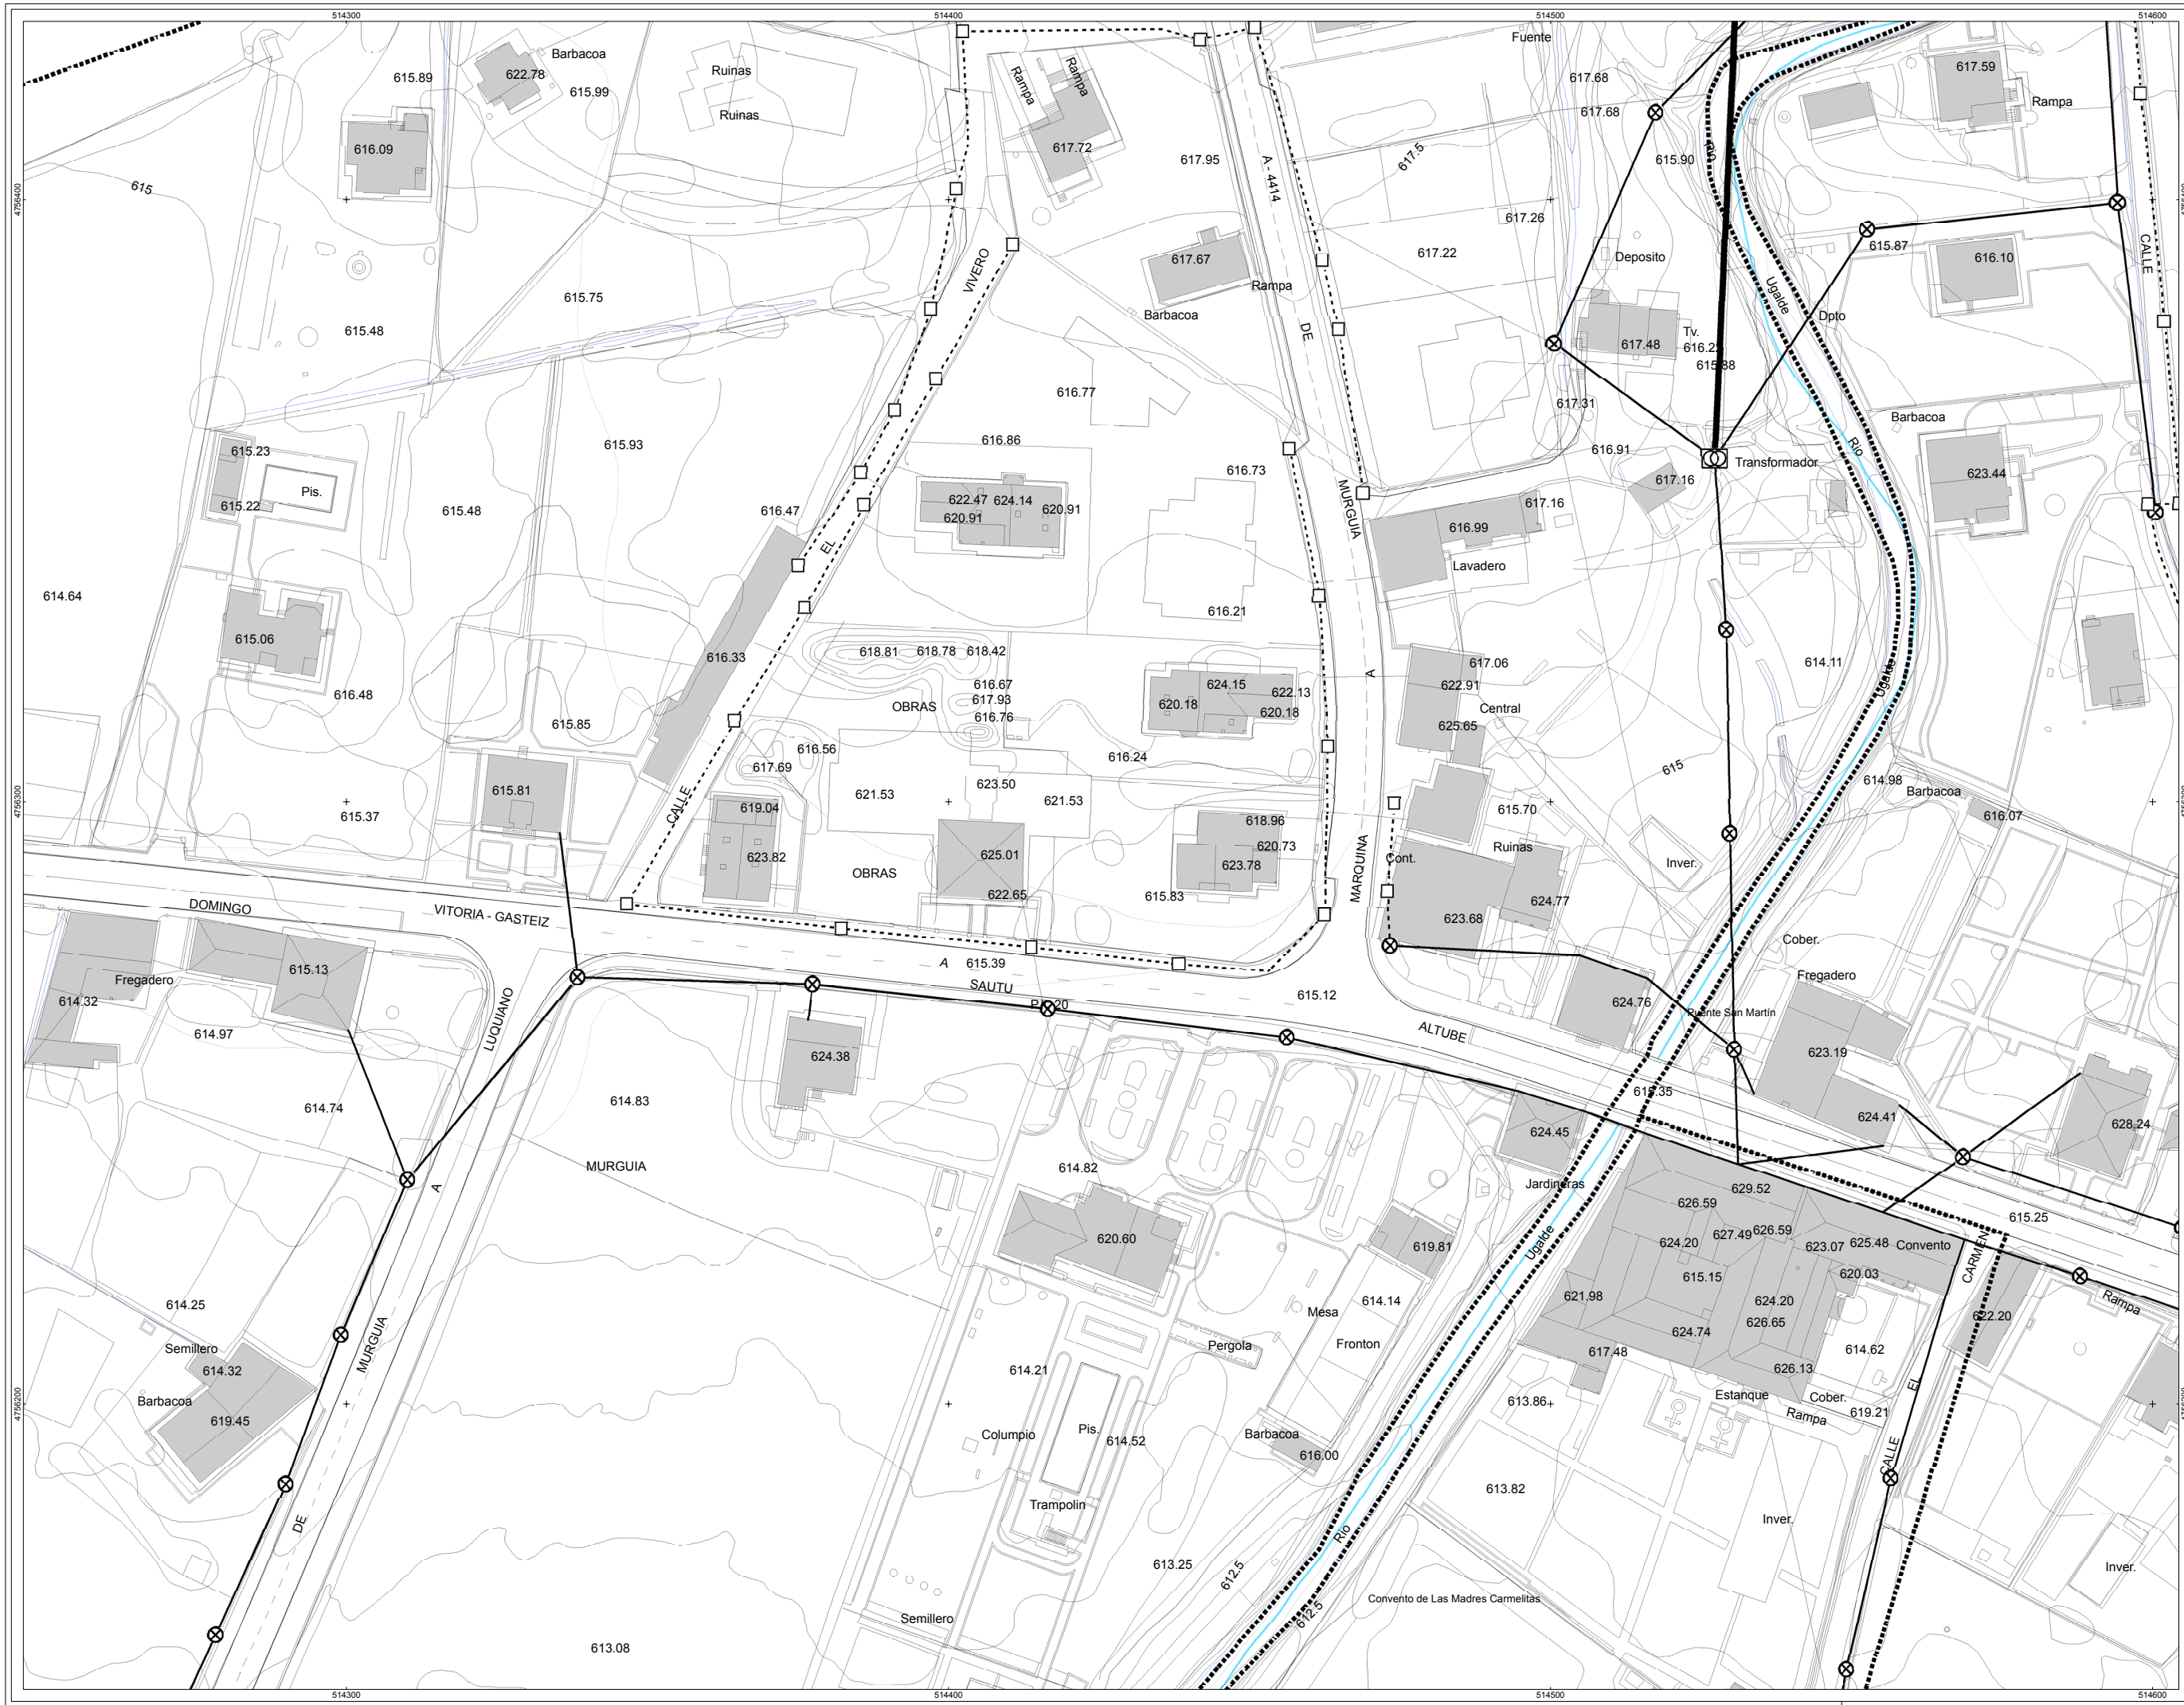 514300
514400
514500
514600
4756400
4756300
4756200
Barbacoa
615.89
622.78
615.99
Ruinas
Ruinas
616.09
615
615.48
615.75
Rampa
Rampa
617.72
617.95
A - 4414
Fuente
617.68
617.68
615.90
617.5
617.59
Rampa
Rio
617.26
617.22
Deposito
615.87
616.10
CALLE
VIVERO
617.67
Rampa
Barbacoa
DE
Ugalde
Dpto
Tv.
617.48
615.88
617.31
616.77
616.86
615.93
615.23
Pis.
615.22
615.48
616.47
622.47
624.14
620.91
620.91
616.73
MURGUIA
616.91
Transformador
617.16
617.16
616.99
Rio
Barbacoa
623.44
EL
Lavadero
614.64
615.06
616.33
616.48
615.85
616.21
618.81
618.78
618.42
616.67
617.93
616.76
OBRAS
624.15
622.13
620.18
620.18
A
617.06
622.91
Central
625.65
614.11
Ugalde
616.56
617.69
616.24
615
614.98
Barbacoa
616.07
615.81
615.37
CALLE
619.04
623.82
621.53
623.50
621.53
OBRAS
625.01
622.65
618.96
620.73
623.78
615.83
MARQUINA
Cont.
615.70
Ruinas
Inver.
624.77
623.68
DOMINGO
VITORIA - GASTEIZ
A
615.39
SAUTU
615.12
ALTUBE
Cober.
Fregadero
Fregadero
615.13
614.32
614.97
LUQUIANO
624.76
Puente San Martín
623.19
624.38
614.74
614.83
615.35
624.41
624.45
628.24
MURGUIA
A
614.82
Jardineras
620.60
619.81
Ugalde
629.52
626.59
627.49
626.59
624.20
623.07
625.48
Convento
615.25
615.15
620.03
CARMEN
614.25
614.14
Mesa
Fronton
Pergola
621.98
624.20
626.65
624.74
622.20
Rampa
Semillero
614.32
MURGUIA
Barbacoa
619.45
614.21
617.48
626.13
614.62
Estanque
Cober.
Rampa
619.21
EL
613.86
Columpio
Pis.
614.52
Barbacoa
616.00
CALLE
DE
Trampolin
613.82
Inver.
Rio
613.25
612.5
Inver.
Semillero
612.5
Convento de Las Madres Carmelitas
613.08
514300
514400
514500
514600